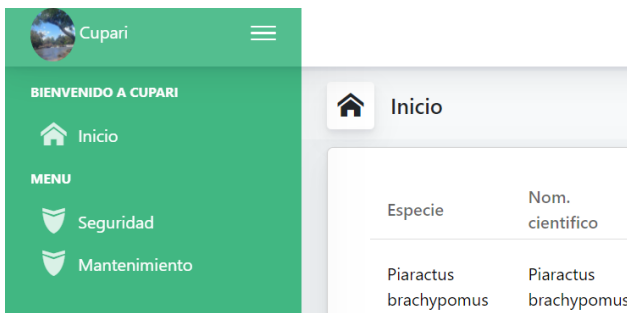 Cupari
BIENVENIDO A CUPARI
Inicio
MENU
Seguridad
Mantenimiento
Inicio
Especie
Nom.
cientifico
Piaractus
brachypomus
Piaractus
brachypomus